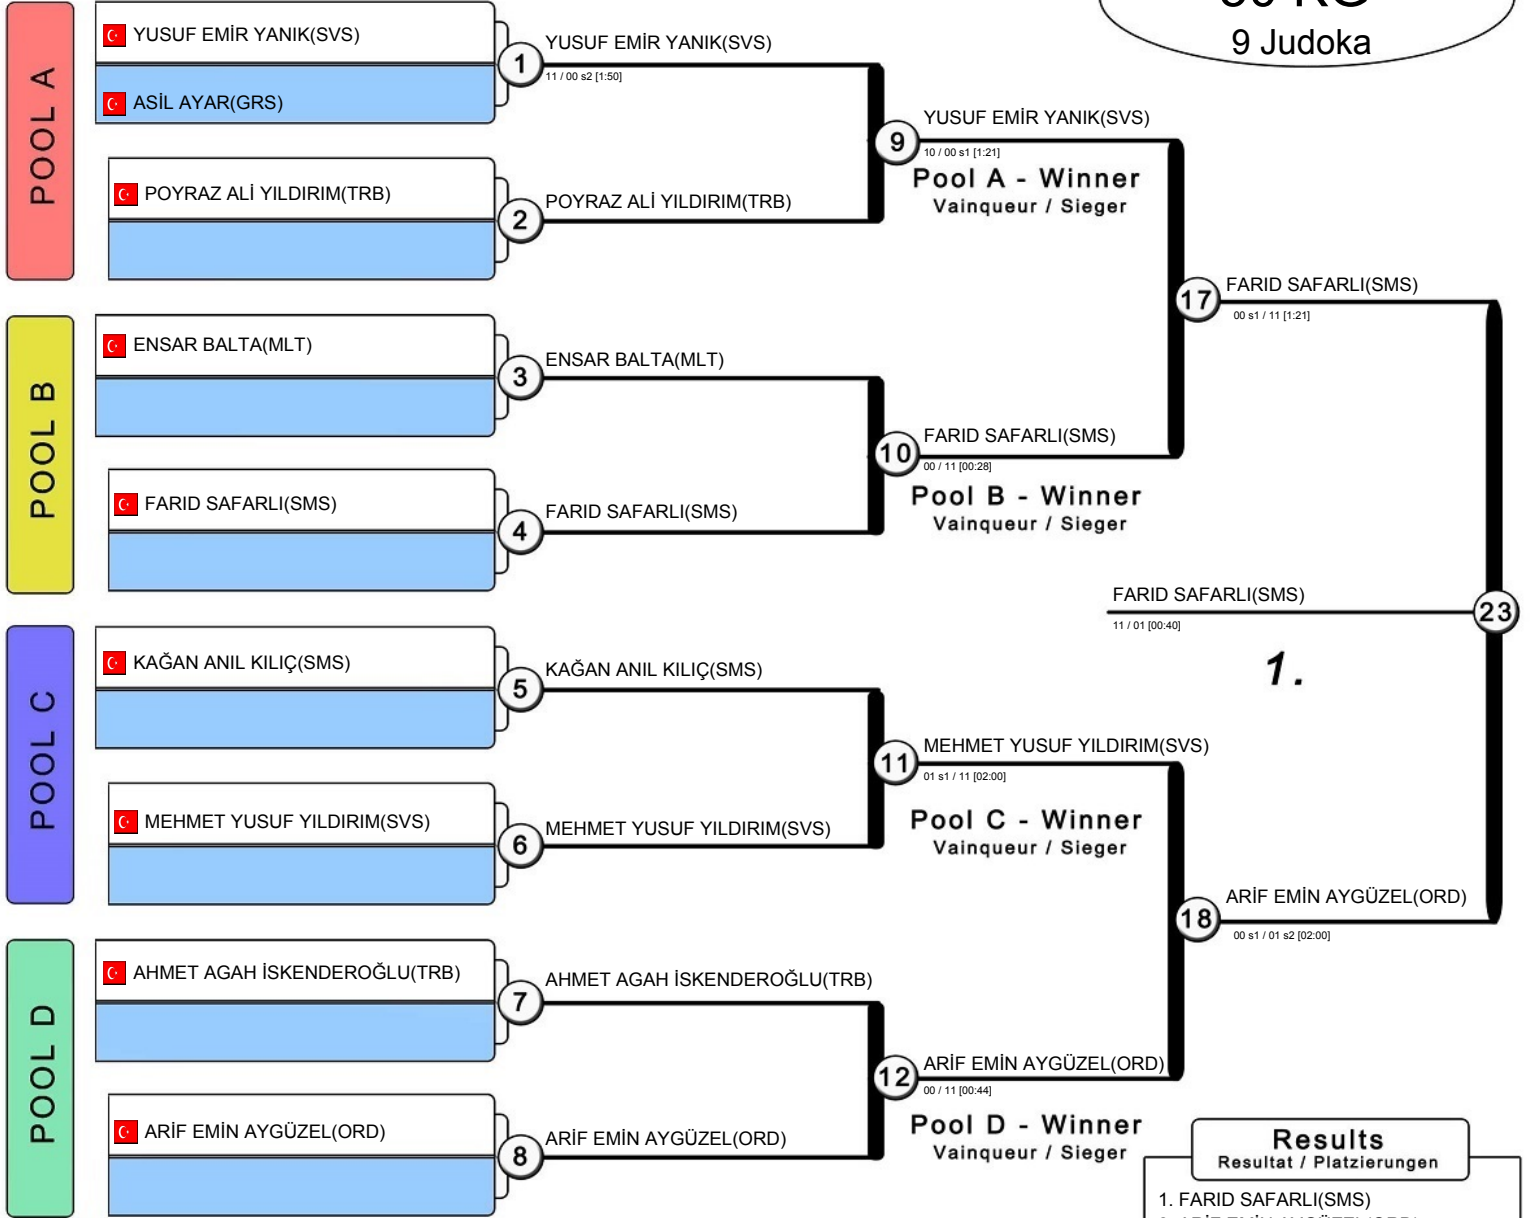 9 Judoka
POOL A
YUSUF EMİR YANIK(SVS)
ASİL AYAR(GRS)
1
YUSUF EMİR YANIK(SVS)
11 / 00 s2 [1:50]
POYRAZ ALİ YILDIRIM(TRB)
2
POYRAZ ALİ YILDIRIM(TRB)
9
YUSUF EMİR YANIK(SVS)
10 / 00 s1 [1:21]
Pool A - Winner
Vainqueur / Sieger
POOL B
ENSAR BALTA(MLT)
3
ENSAR BALTA(MLT)
FARID SAFARLI(SMS)
4
FARID SAFARLI(SMS)
10
FARID SAFARLI(SMS)
00 / 11 [00:28]
Pool B - Winner
Vainqueur / Sieger
17
FARID SAFARLI(SMS)
00 s1 / 11 [1:21]
FARID SAFARLI(SMS)
11 / 01 [00:40]
23
1.
POOL C
KAĞAN ANIL KILIÇ(SMS)
5
KAĞAN ANIL KILIÇ(SMS)
MEHMET YUSUF YILDIRIM(SVS)
6
MEHMET YUSUF YILDIRIM(SVS)
11
MEHMET YUSUF YILDIRIM(SVS)
01 s1 / 11 [02:00]
Pool C - Winner
Vainqueur / Sieger
18
ARİF EMİN AYGÜZEL(ORD)
00 s1 / 01 s2 [02:00]
POOL D
AHMET AGAH İSKENDEROĞLU(TRB)
7
AHMET AGAH İSKENDEROĞLU(TRB)
ARİF EMİN AYGÜZEL(ORD)
8
ARİF EMİN AYGÜZEL(ORD)
12
ARİF EMİN AYGÜZEL(ORD)
00 / 11 [00:44]
Pool D - Winner
Vainqueur / Sieger
Results
Resultat / Platzierungen
1. FARID SAFARLI(SMS)